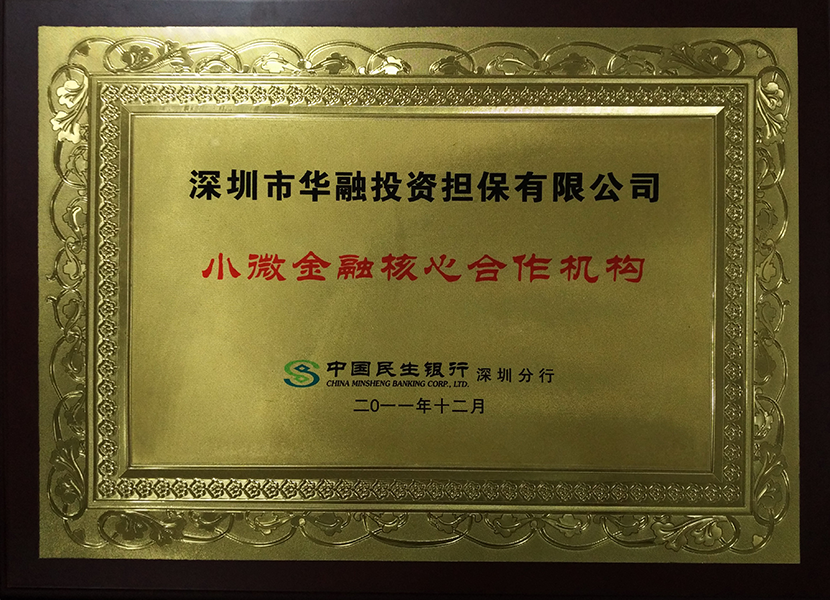 深圳市华融投资担保有限公司
小微金融核心合作机构
中国民生银行 深圳分行
CHINA MINSHENG BANKING CORP., LTD.
二0一一年十二月